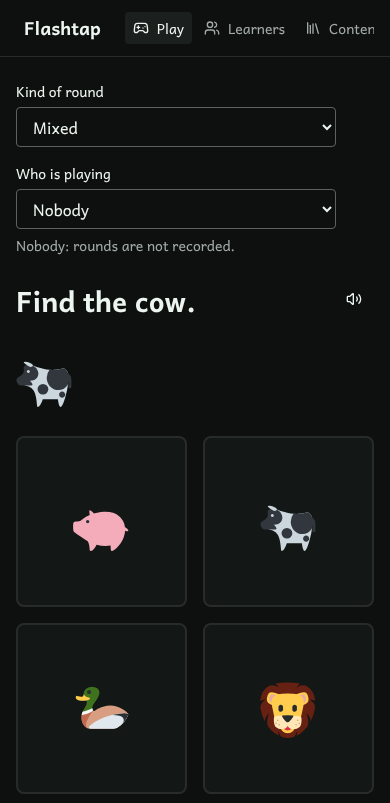 Flashtap
Play
Learners
Conten
Kind of round
Mixed
Who is playing
Nobody
Nobody: rounds are not recorded.
Find the cow.